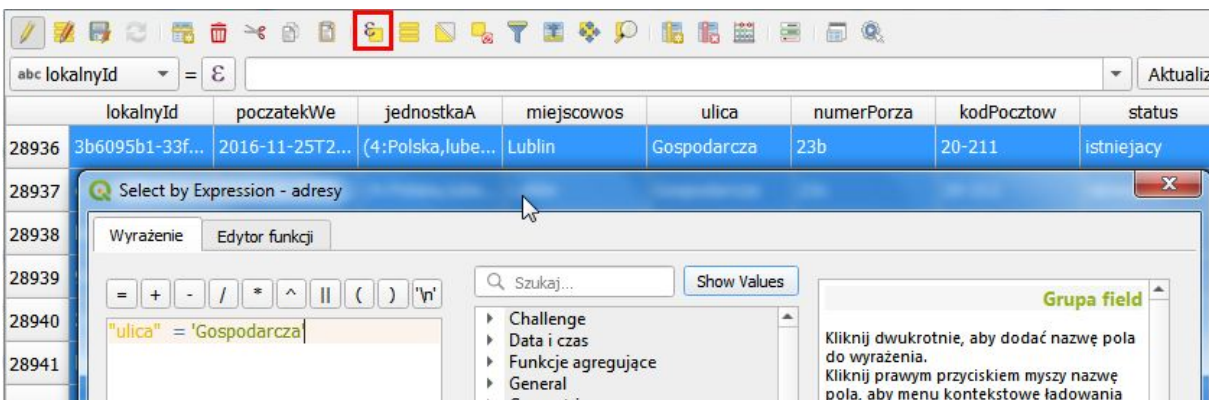 ε
abc lokalnyId = ε Aktualiz
lokalnyId początekWe jednostkaA miejscowos ulica numerPorza kodPocztow status
28936 3b6095b1-33f... 2016-11-25T2... (4:Polska,lube... Lublin Gospodarcza 23b 20-211 istniejacy
28937
Select by Expression - adresy x
28938
Wyrażenie Edytor funkcji
28939
= + - / * ^ || ( ) '\n' Szukaj... Show Values
Grupa field
28940
"ulica" = 'Gospodarcza'
Challenge
Data i czas
Funkcje agregujące
General
28941
Kliknij dwukrotnie, aby dodać nazwę pola
do wyrażenia.
Kliknij prawym przyciskiem myszy nazwę
pola, aby menu kontekstowe ładowania